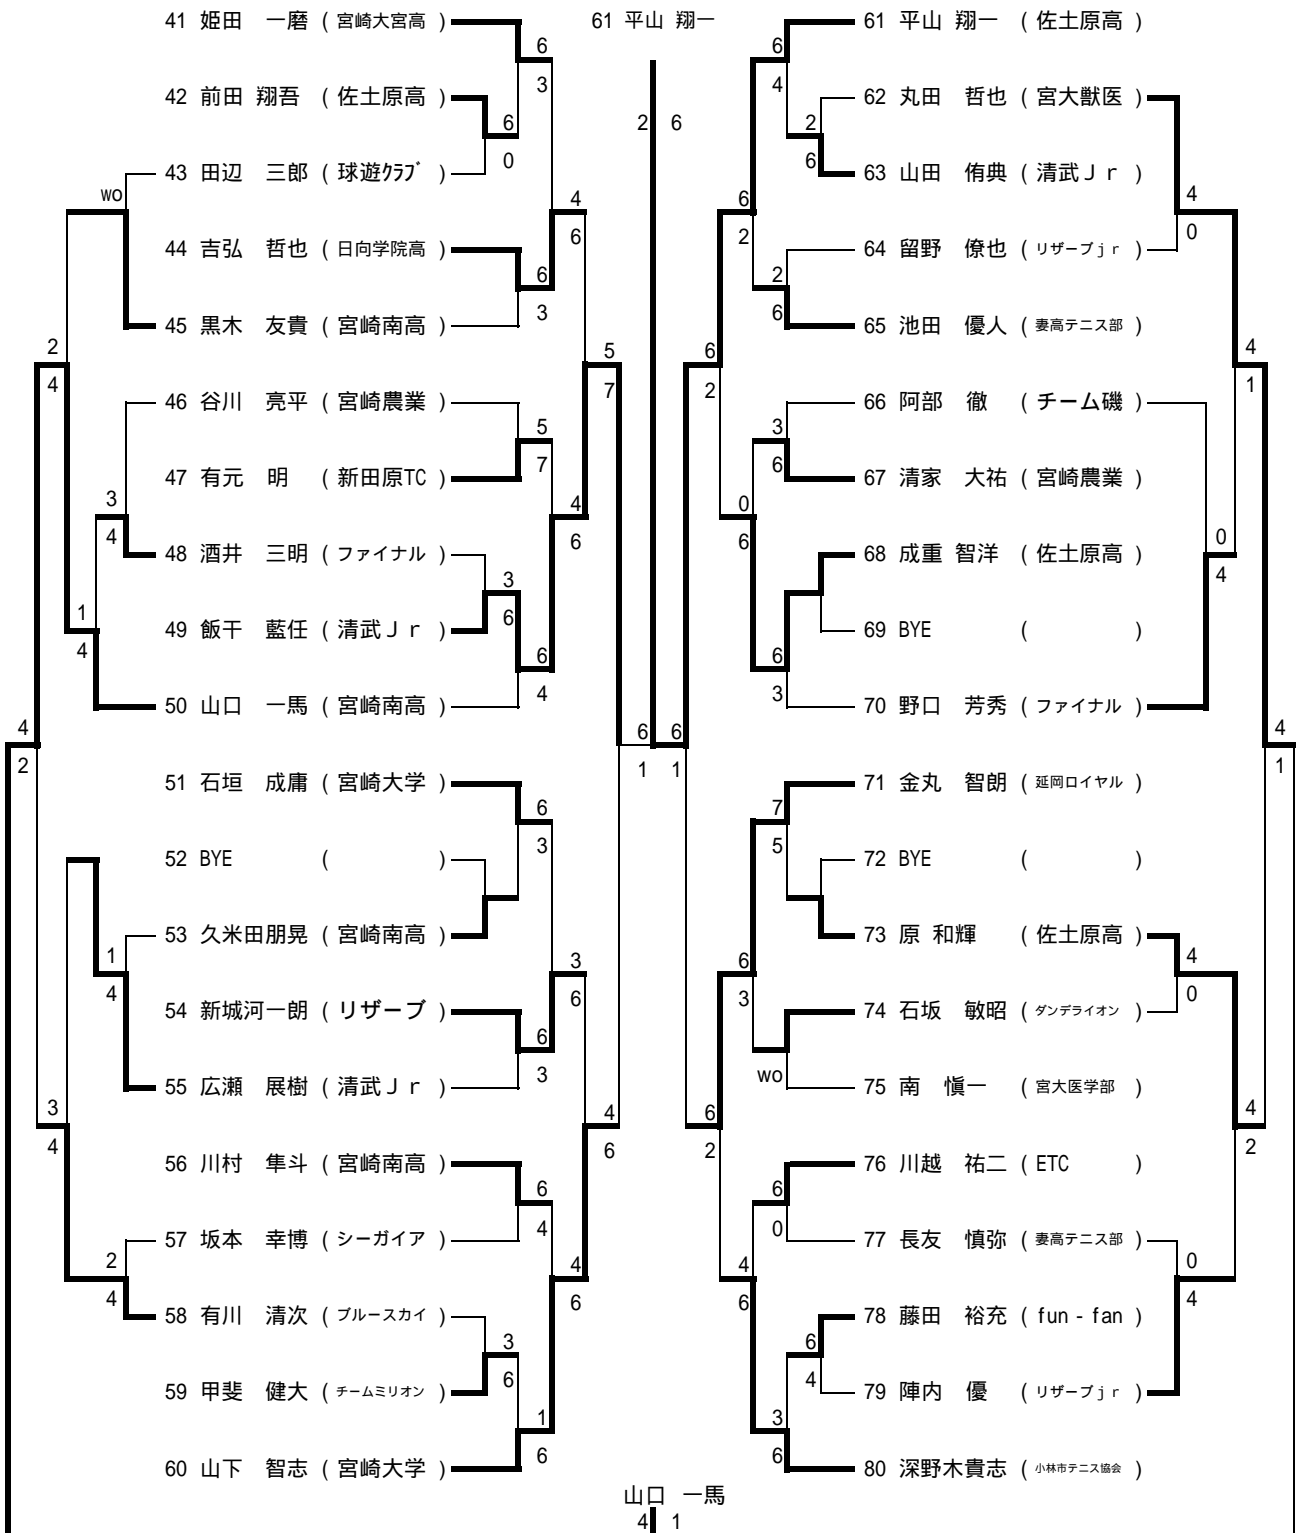 61 平山 翔一
2 6
41 姫田 一磨 ( 宮崎大宮高 )
42 前田 翔吾 ( 佐土原高 )
43 田辺 三郎 ( 球遊クラブ )
44 吉弘 哲也 ( 日向学院高 )
45 黒木 友貴 ( 宮崎南高 )
46 谷川 亮平 ( 宮崎農業 )
47 有元 明 ( 新田原TC )
48 酒井 三明 ( ファイナル )
49 飯干 藍任 ( 清武Jr )
50 山口 一馬 ( 宮崎南高 )
51 石垣 成庸 ( 宮崎大学 )
52 BYE ( )
53 久米田朋晃 ( 宮崎南高 )
54 新城河一朗 ( リザーブ )
55 広瀬 展樹 ( 清武Jr )
56 川村 隼斗 ( 宮崎南高 )
57 坂本 幸博 ( シーガイア )
58 有川 清次 ( ブルースカイ )
59 甲斐 健大 ( チームミリオン )
60 山下 智志 ( 宮崎大学 )
wo
2
4
3
4
1
4
4
2
1
4
3
4
2
4
6
3
6
0
4
6
6
3
5
7
5
7
4
6
3
6
6
4
6
1
6
3
3
6
6
3
4
6
6
4
4
6
3
6
1
6
61 平山 翔一 ( 佐土原高 )
62 丸田 哲也 ( 宮大獣医 )
63 山田 侑典 ( 清武Jr )
64 留野 僚也 ( リザーブjr )
65 池田 優人 ( 妻高テニス部 )
66 阿部 徹 ( チーム磯 )
67 清家 大祐 ( 宮崎農業 )
68 成重 智洋 ( 佐土原高 )
69 BYE ( )
70 野口 芳秀 ( ファイナル )
71 金丸 智朗 ( 延岡ロイヤル )
72 BYE ( )
73 原 和輝 ( 佐土原高 )
74 石坂 敏昭 ( ダンデライオン )
75 南 慎一 ( 宮大医学部 )
76 川越 祐二 ( ETC )
77 長友 慎弥 ( 妻高テニス部 )
78 藤田 裕充 ( fun - fan )
79 陣内 優 ( リザーブjr )
80 深野木貴志 ( 小林市テニス協会 )
6
4
2
6
6
2
2
6
6
2
3
6
0
6
6
3
6
1
7
5
6
3
wo
6
2
6
0
4
6
6
4
3
6
4
0
4
1
0
4
4
1
4
0
4
2
0
4
山口 一馬
4 1